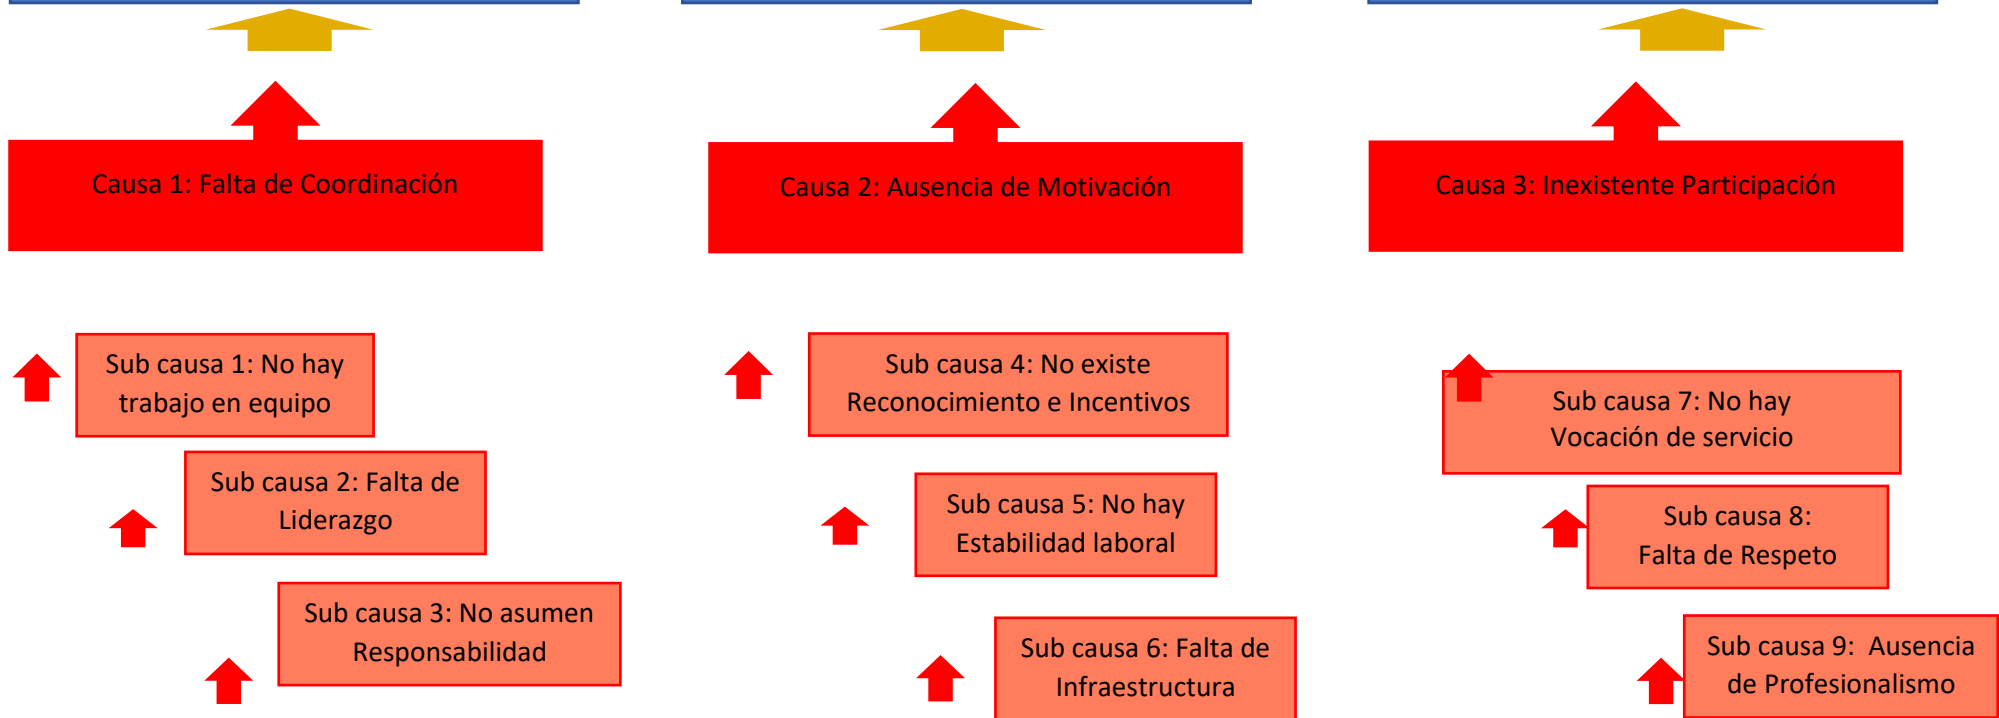 Causa 1: Falta de Coordinación
Causa 2: Ausencia de Motivación
Causa 3: Inexistente Participación
Sub causa 1: No hay
trabajo en equipo
Sub causa 2: Falta de
Liderazgo
Sub causa 3: No asumen
Responsabilidad
Sub causa 4: No existe
Reconocimiento e Incentivos
Sub causa 5: No hay
Estabilidad laboral
Sub causa 6: Falta de
Infraestructura
Sub causa 7: No hay
Vocación de servicio
Sub causa 8:
Falta de Respeto
Sub causa 9:  Ausencia
de Profesionalismo